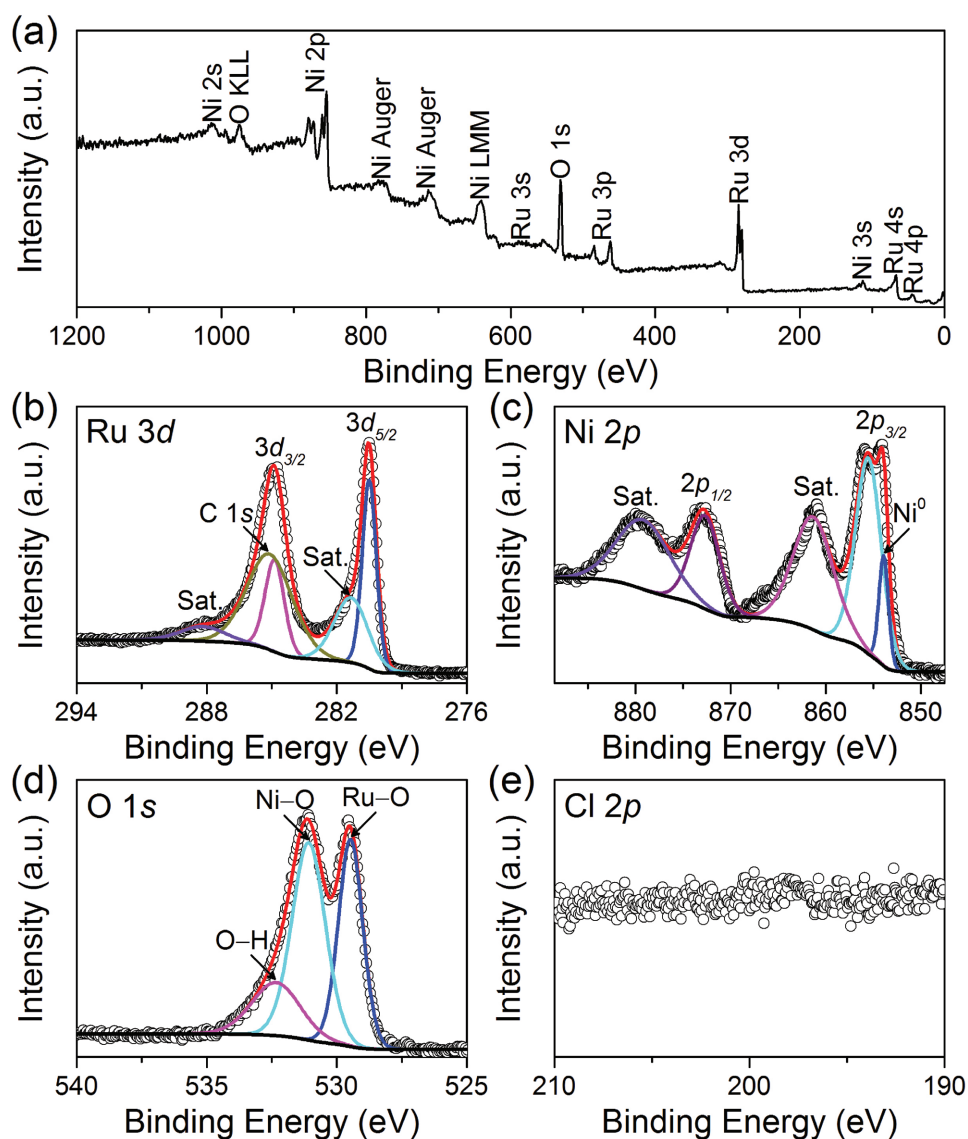 (a)
Intensity (a.u.)
Ni 2s
O KLL
Ni 2p
Ni Auger
Ni Auger
Ni LMM
Ru 3s
O 1s
Ru 3p
Ru 3d
Ni 3s
Ru 4s
Ru 4p
1200 1000 800 600 400 200 0
Binding Energy (eV)
(b)
Ru 3d
Intensity (a.u.)
3d3/2
3d5/2
C 1s
Sat.
Sat.
294 288 282 276
Binding Energy (eV)
(c)
Ni 2p
Intensity (a.u.)
2p3/2
Sat.
2p1/2
Sat.
Ni⁰
880 870 860 850
Binding Energy (eV)
(d)
O 1s
Intensity (a.u.)
Ni–O
Ru–O
O–H
540 535 530 525
Binding Energy (eV)
(e)
Cl 2p
Intensity (a.u.)
210 200 190
Binding Energy (eV)